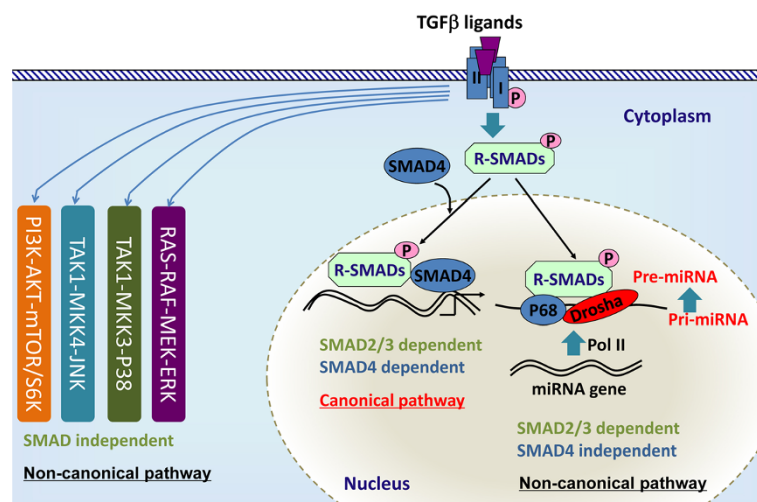 TGFβ ligands
II
I
P
Cytoplasm
P
R-SMADs
SMAD4
PI3K-AKT-mTOR/S6K
TAK1-MKK4-JNK
TAK1-MKK3-P38
RAS-RAF-MEK-ERK
SMAD independent
Non-canonical pathway
P
R-SMADs
SMAD4
SMAD2/3 dependent
SMAD4 dependent
Canonical pathway
P
R-SMADs
P68
Drosha
Pre-miRNA
Pri-miRNA
Pol II
miRNA gene
SMAD2/3 dependent
SMAD4 independent
Non-canonical pathway
Nucleus